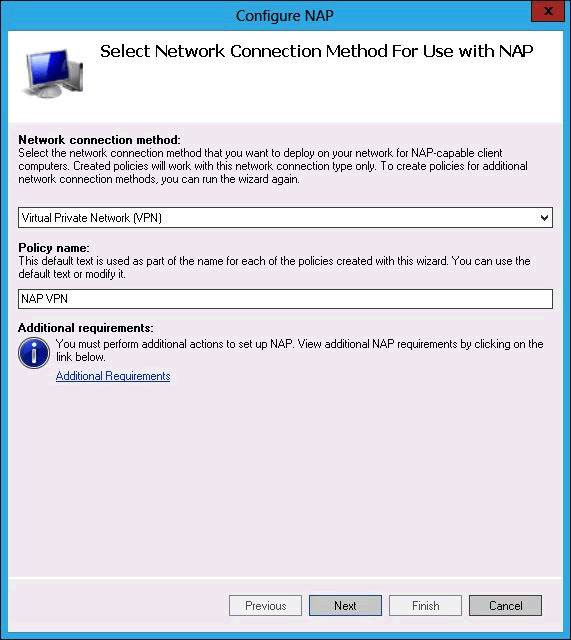 Configure NAP
x
Select Network Connection Method For Use with NAP
Network connection method:
Select the network connection method that you want to deploy on your network for NAP-capable client
computers. Created policies will work with this network connection type only. To create policies for additional
network connection methods, you can run the wizard again.
Virtual Private Network (VPN)
Policy name:
This default text is used as part of the name for each of the policies created with this wizard. You can use the
default text or modify it.
NAP VPN
Additional requirements:
You must perform additional actions to set up NAP. View additional NAP requirements by clicking on the
link below.
Additional Requirements
Previous Next Finish Cancel